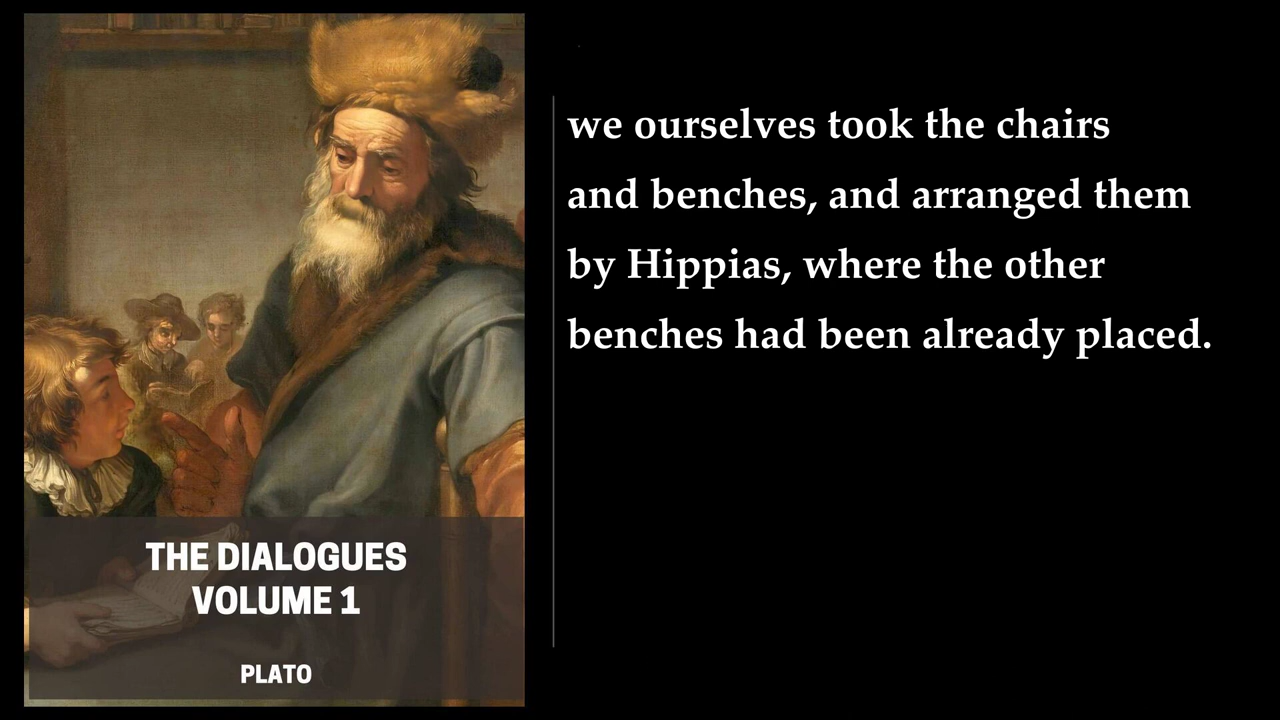 THE DIALOGUES
VOLUME 1
PLATO
we ourselves took the chairs
and benches, and arranged them
by Hippias, where the other
benches had been already placed.